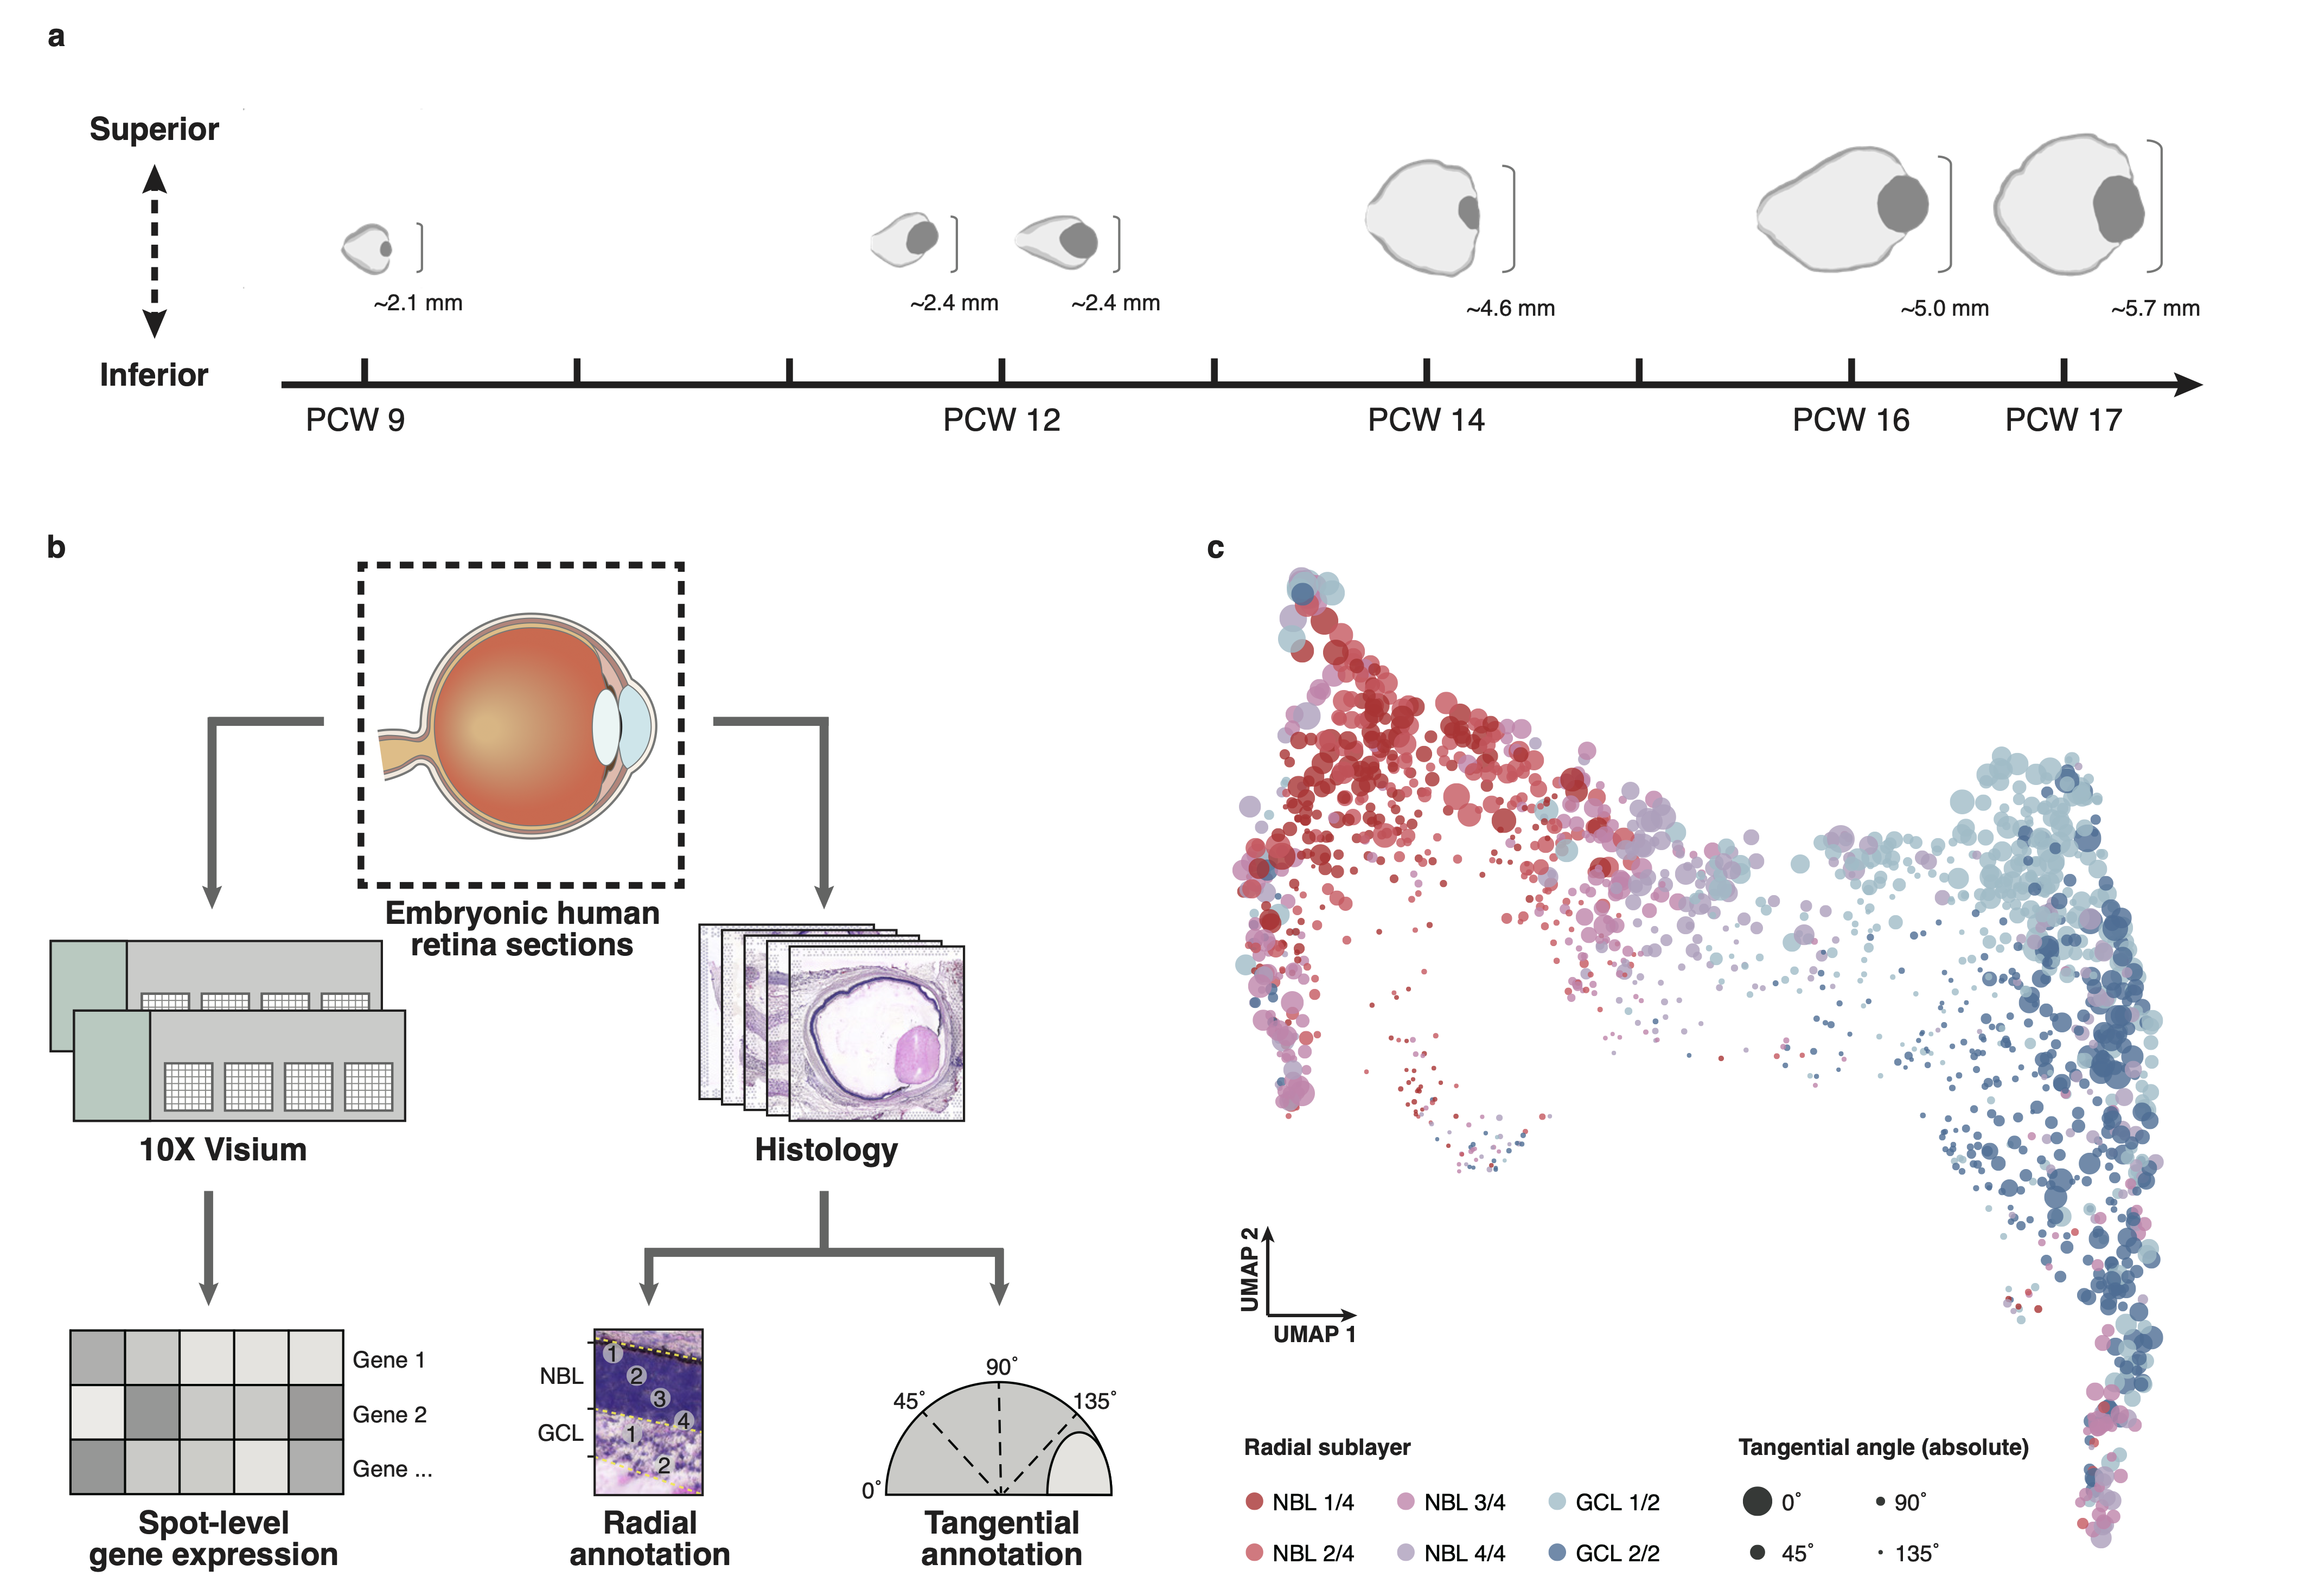 a
Superior
Inferior
~2.1 mm
~2.4 mm
~2.4 mm
~4.6 mm
~5.0 mm
~5.7 mm
PCW 9
PCW 12
PCW 14
PCW 16
PCW 17
b
Embryonic human
retina sections
10X Visium
Histology
Gene 1
Gene 2
Gene ...
Spot-level
gene expression
NBL
GCL
1
2
3
4
1
2
Radial
annotation
0°
45°
90°
135°
Tangential
annotation
c
UMAP 2
UMAP 1
Radial sublayer
NBL 1/4
NBL 3/4
GCL 1/2
NBL 2/4
NBL 4/4
GCL 2/2
Tangential angle (absolute)
0°
90°
45°
135°